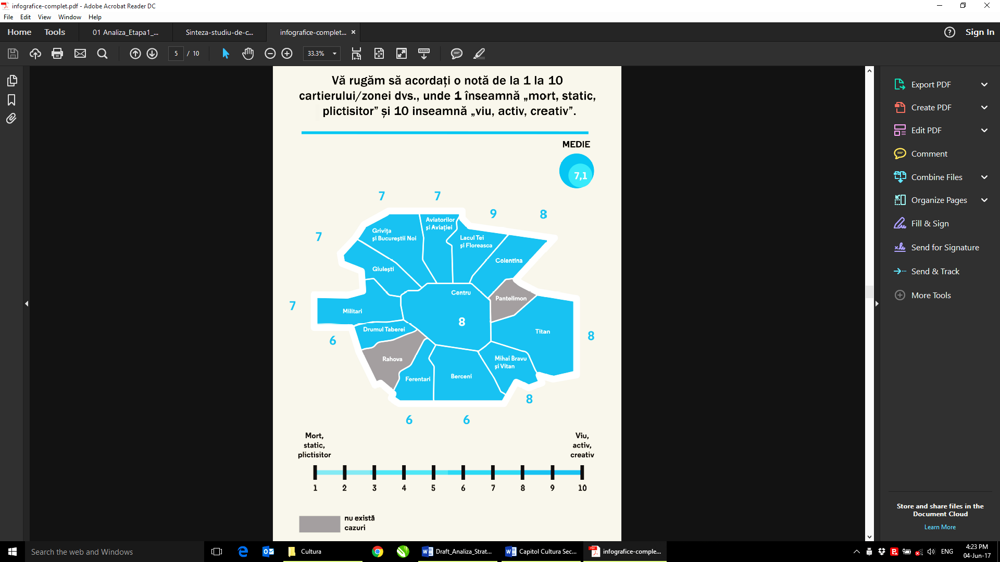 infografice-complet.pdf - Adobe Acrobat Reader DC
File Edit View Window Help
Home Tools 01 Analiza_Etapa1_... Sinteza-studiu-de-c... infografice-complet... × Sign In
5 / 10 33.3%
Vă rugăm să acordați o notă de la 1 la 10
cartierului/zonei dvs., unde 1 înseamnă „mort, static,
plictisitor” și 10 inseamnă „viu, activ, creativ”.
MEDIE
7,1
7
7
9
8
7
Aviatorilor
și Aviației
Grivița
și Bucureștii Noi
Lacul Tei
și Floreasca
Colentina
Giulești
Centru
Pantelimon
7
Militari
8
Drumul Taberei
Titan
8
6
Rahova
Mihai Bravu
și Vitan
Ferentari
Berceni
8
6
6
Mort,
static,
plictisitor
Viu,
activ,
creativ
1 2 3 4 5 6 7 8 9 10
nu există
cazuri
Export PDF
Create PDF
Edit PDF
Comment
Combine Files
Organize Pages
Fill & Sign
Send for Signature
Send & Track
More Tools
Store and share files in the
Document Cloud
Learn More
Search the web and Windows
Cultura
Draft_Analiza_Strat...
Capitol Cultura Sec...
infografice-comple...
ENG
4:23 PM
04-Jun-17